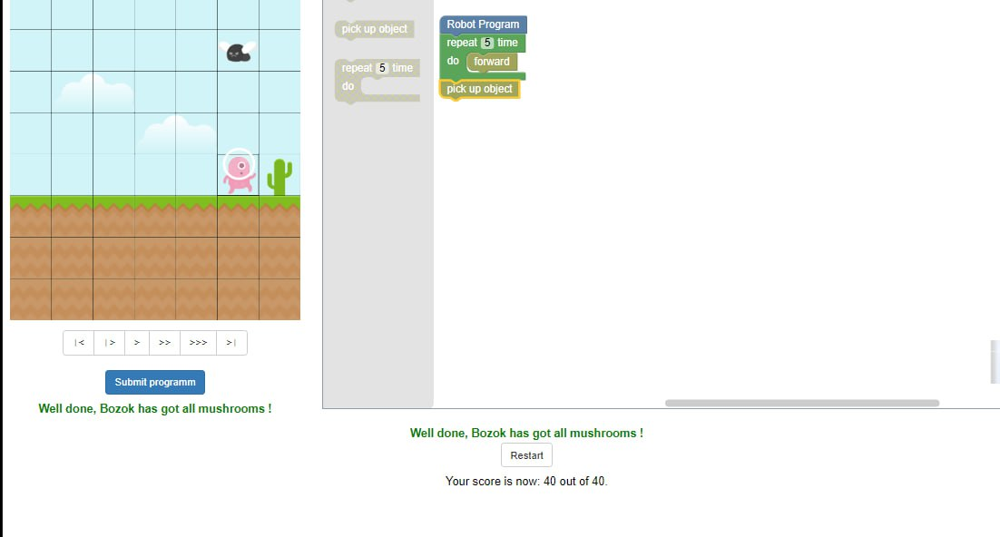 pick up object
repeat 5 time
do
Robot Program
repeat 5 time
do forward
pick up object
|< |> > >> >>> >|
Submit programm
Well done, Bozok has got all mushrooms !
Well done, Bozok has got all mushrooms !
Restart
Your score is now: 40 out of 40.